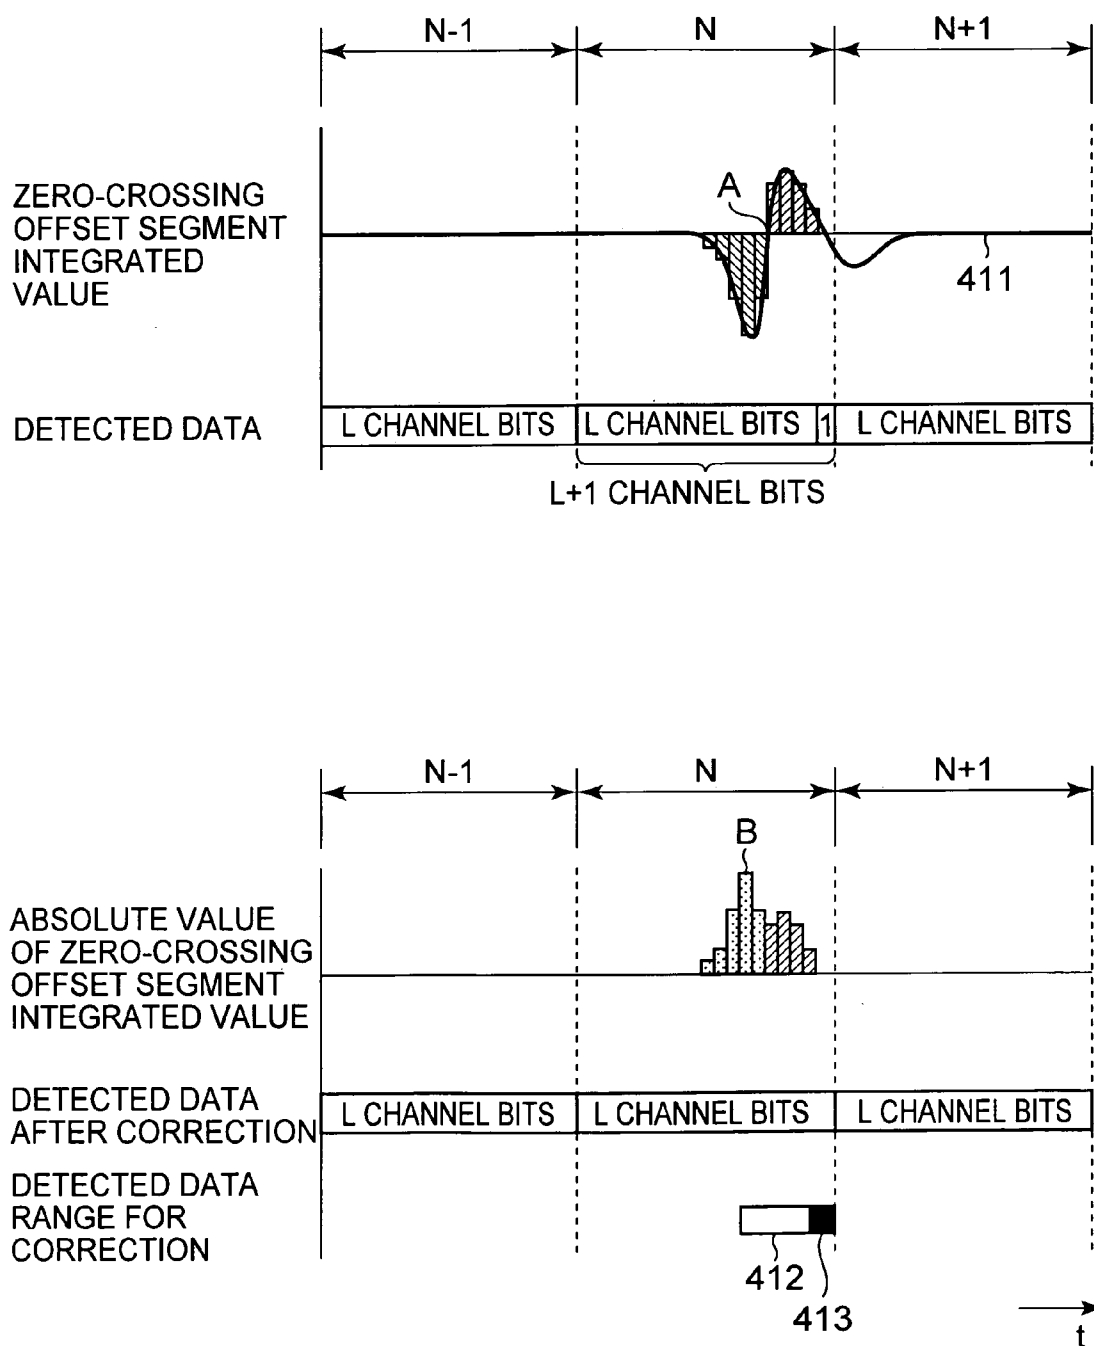 N-1 N N+1
ZERO-CROSSING
OFFSET SEGMENT
INTEGRATED
VALUE
A
411
DETECTED DATA
L CHANNEL BITS L CHANNEL BITS 1 L CHANNEL BITS
L+1 CHANNEL BITS
N-1 N N+1
B
ABSOLUTE VALUE
OF ZERO-CROSSING
OFFSET SEGMENT
INTEGRATED VALUE
DETECTED DATA
AFTER CORRECTION
L CHANNEL BITS L CHANNEL BITS L CHANNEL BITS
DETECTED DATA
RANGE FOR
CORRECTION
412
413
t